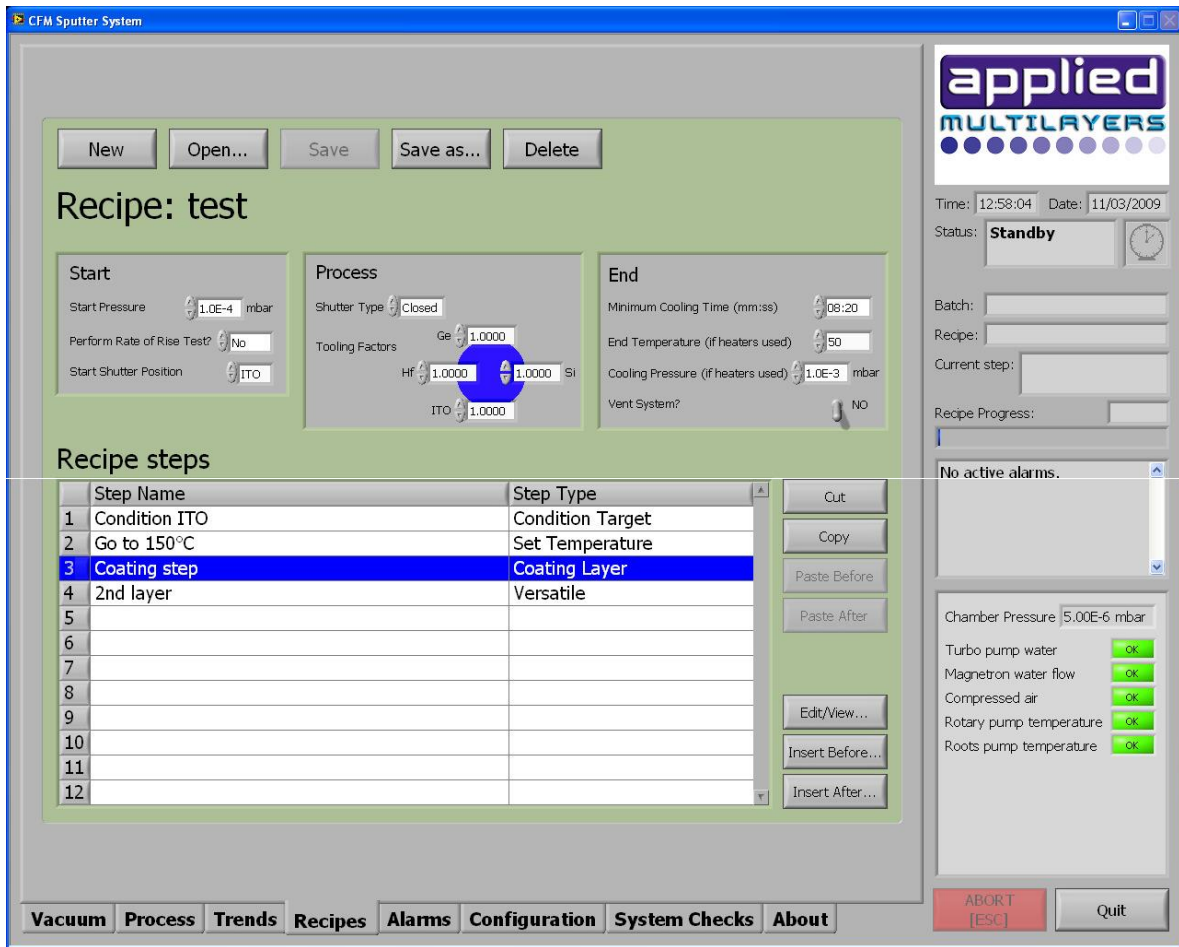 CFM Sputter System
New Open... Save Save as... Delete
Recipe: test
Start
Start Pressure 1.0E-4 mbar
Perform Rate of Rise Test? No
Start Shutter Position ITO
Process
Shutter Type Closed
Tooling Factors
Ge 1.0000
Hf 1.0000 1.0000 Si
ITO 1.0000
End
Minimum Cooling Time (mm:ss) 08:20
End Temperature (if heaters used) 50
Cooling Pressure (if heaters used) 1.0E-3 mbar
Vent System? NO
Recipe steps
Step Name Step Type
1 Condition ITO Condition Target
2 Go to 150°C Set Temperature
3 Coating step Coating Layer
4 2nd layer Versatile
5
6
7
8
9
10
11
12
Cut
Copy
Paste Before
Paste After
Edit/View...
Insert Before...
Insert After...
Vacuum Process Trends Recipes Alarms Configuration System Checks About
applied
MULTILAYERS
Time: 12:58:04 Date: 11/03/2009
Status: Standby
Batch:
Recipe:
Current step:
Recipe Progress:
No active alarms.
Chamber Pressure 5.00E-6 mbar
Turbo pump water OK
Magnetron water flow OK
Compressed air OK
Rotary pump temperature OK
Roots pump temperature OK
ABORT
[ESC]
Quit